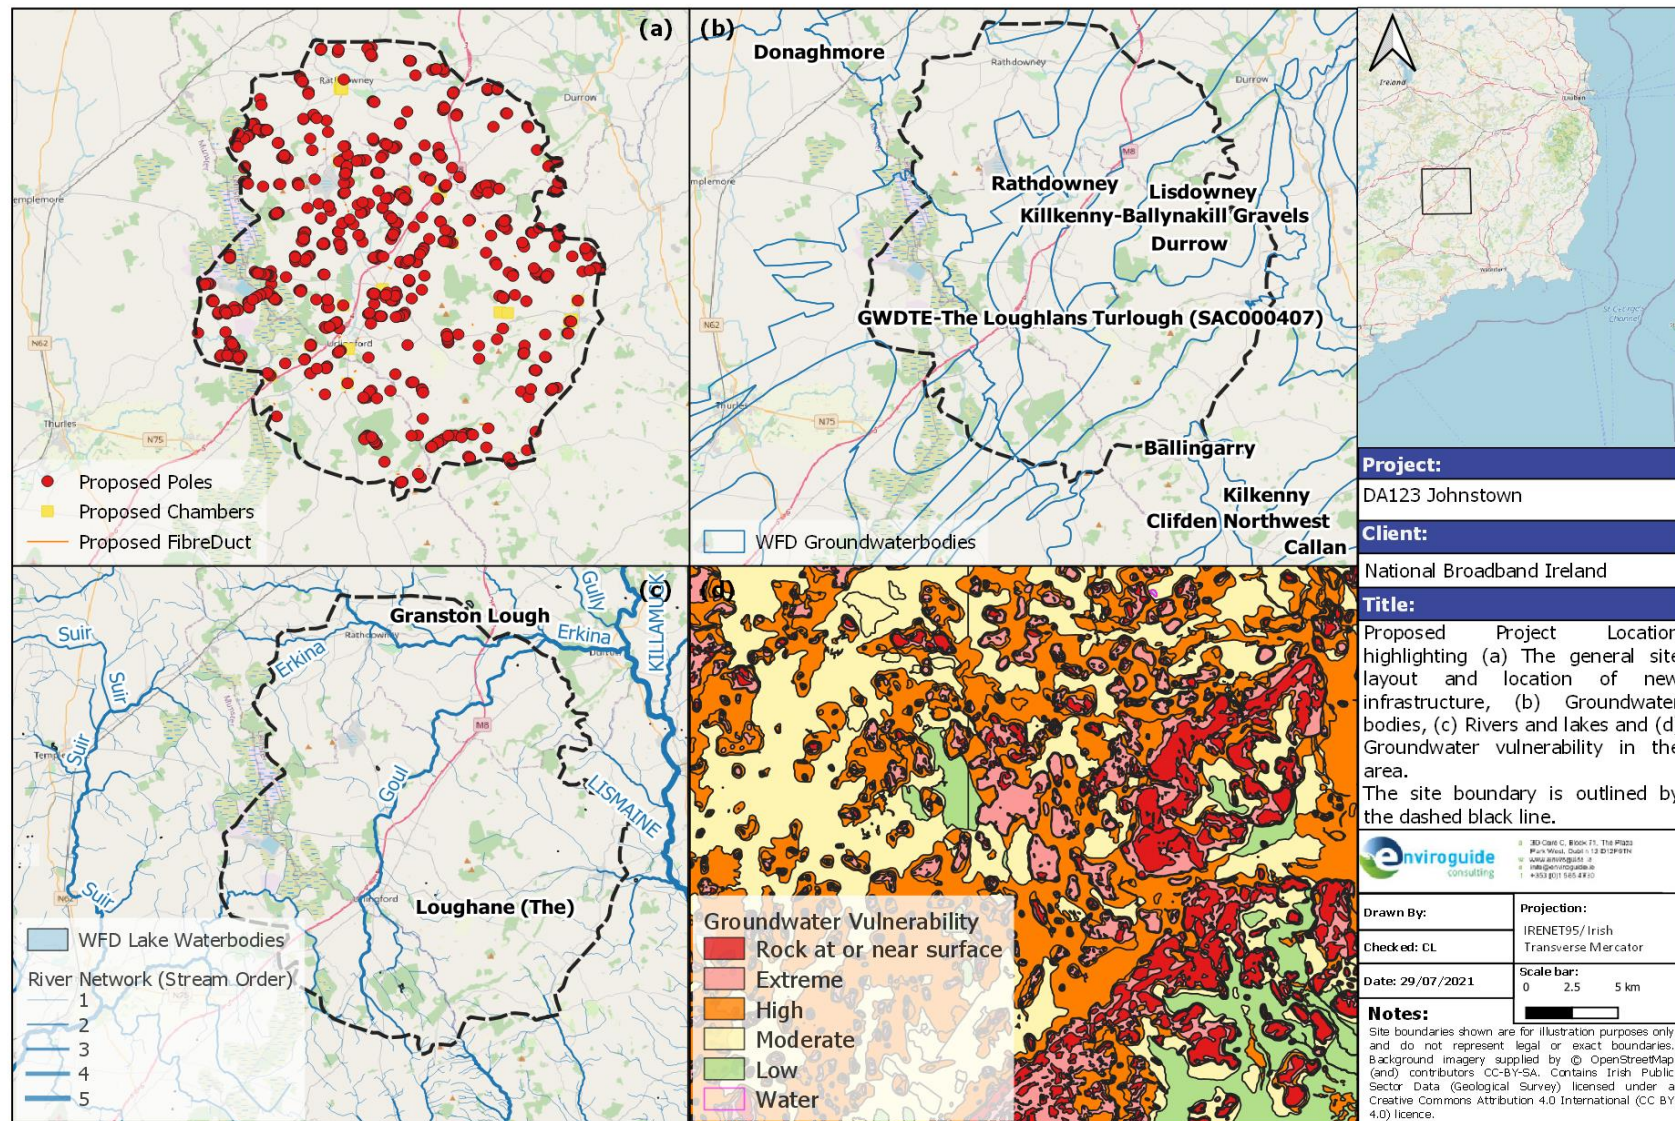 (a)
Rathdowney
Durrow
Munster
Templemore
N62
Urlingford
Thurles
N75
Proposed Poles
Proposed Chambers
Proposed FibreDuct
(b)
Donaghmore
Rathdowney
Durrow
M8
Rathdowney
Lisdowney
Killkenny-Ballynakill Gravels
Durrow
GWDTE-The Loughlans Turlough (SAC000407)
N62
Thurles
N75
Ballingarry
Kilkenny
Clifden Northwest
Callan
WFD Groundwaterbodies
(c)
Gully
KILLAMUCK
Granston Lough
Suir
Rathdowney
Erkina
Erkina
Suir
M8
Suir
Goul
LISMAINE
Suir
N62
Urlingford
Loughane (The)
WFD Lake Waterbodies
River Network (Stream Order)
1
2
3
4
5
(d)
Groundwater Vulnerability
Rock at or near surface
Extreme
High
Moderate
Low
Water
Ireland
St George's
Channel
Project:
DA123 Johnstown
Client:
National Broadband Ireland
Title:
Proposed Project Location
highlighting (a) The general site
layout and location of new
infrastructure, (b) Groundwater
bodies, (c) Rivers and lakes and (d)
Groundwater vulnerability in the
area.
The site boundary is outlined by
the dashed black line.
enviroguide
consulting
Drawn By:
Checked: CL
Date: 29/07/2021
Projection:
IRENET95/ Irish
Transverse Mercator
Scale bar:
0 2.5 5 km
Notes:
Site boundaries shown are for illustration purposes only
and do not represent legal or exact boundaries.
Background imagery supplied by © OpenStreetMap
(and) contributors CC-BY-SA. Contains Irish Public
Sector Data (Geological Survey) licensed under a
Creative Commons Attribution 4.0 International (CC BY
4.0) licence.